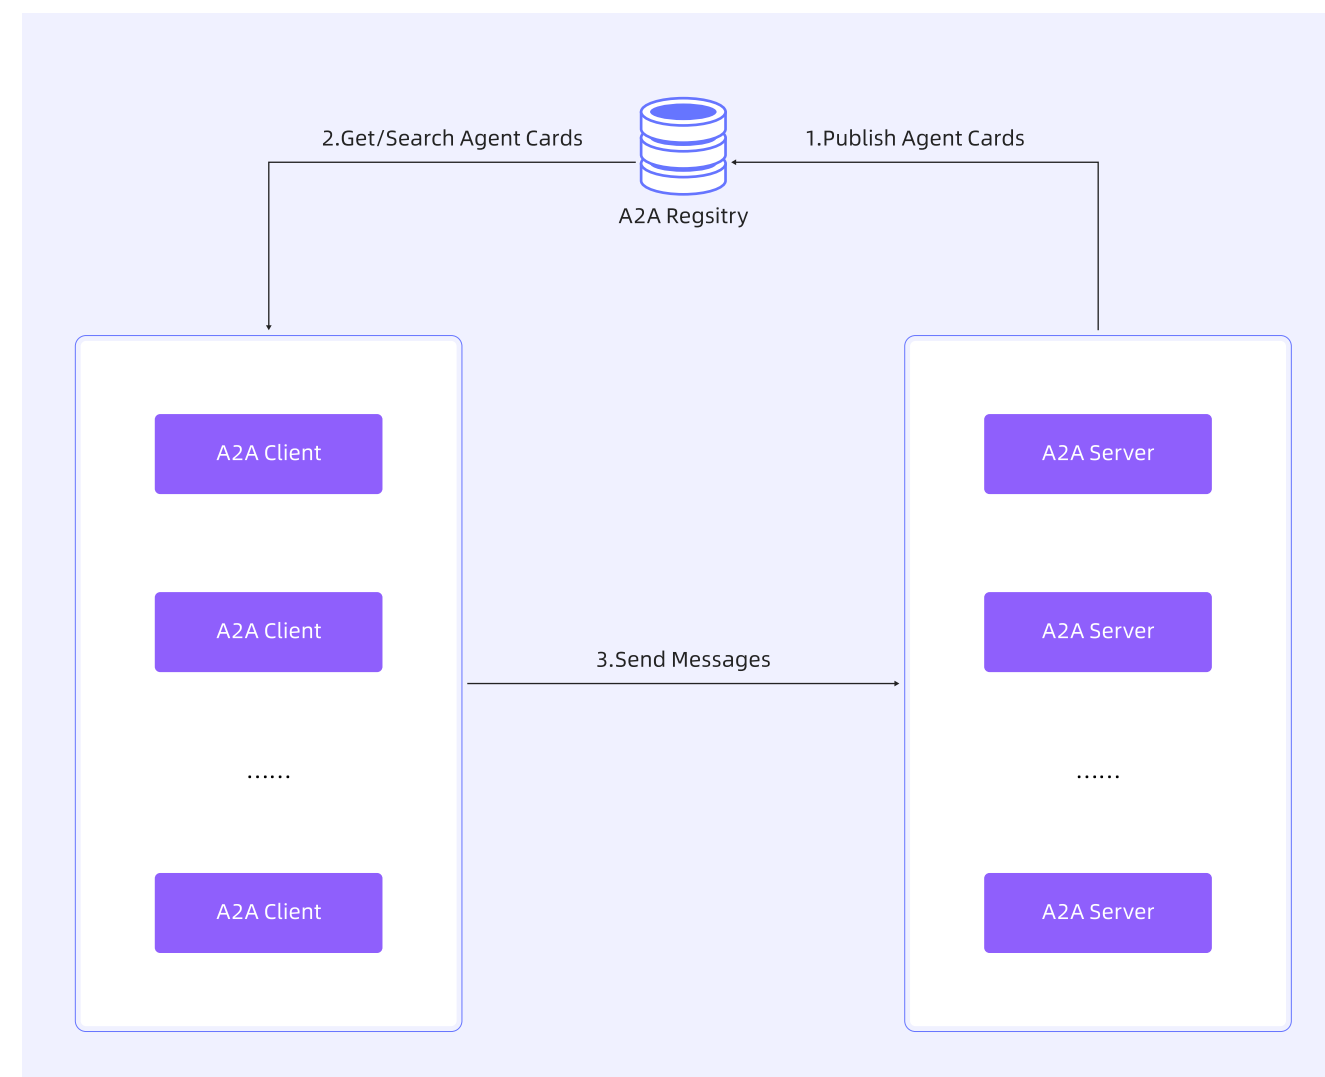 2.Get/Search Agent Cards
1.Publish Agent Cards
A2A Regsitry
A2A Client
A2A Server
A2A Client
A2A Server
3.Send Messages
......
......
A2A Client
A2A Server